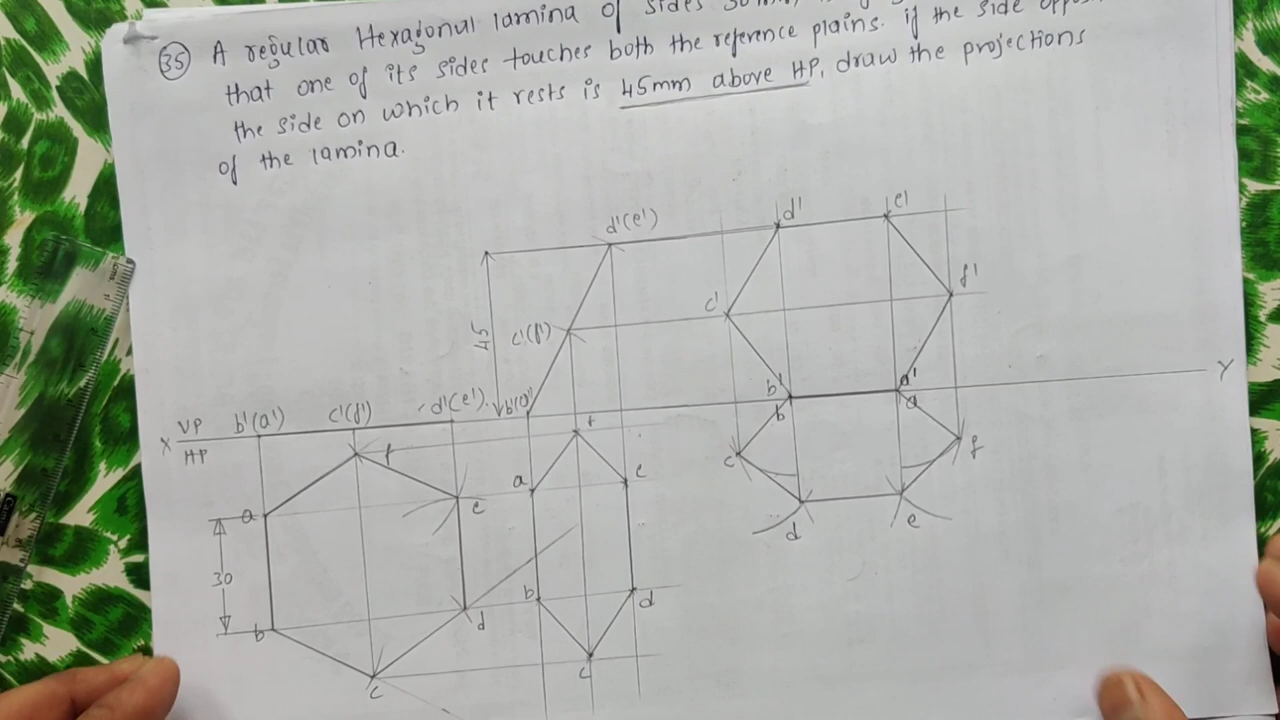 35 A regular Hexagonal lamina of sides 30
that one of its sides touches both the reference plains. if the side
the side on which it rests is 45mm above HP, draw the projections
of the lamina.
d'(e') d' e'
45 c'(f') c' f'
X VP b'(a') c'(f') d'(e') b'(a') b' a' Y
HP f f b a
a e a e c f
30 d e
b d b d
c c